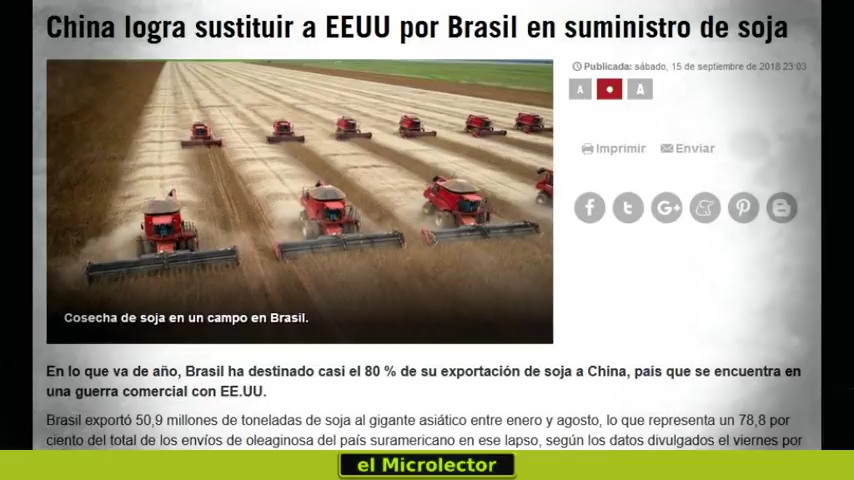 China logra sustituir a EEUU por Brasil en suministro de soja
Publicada: sábado, 15 de septiembre de 2018 23:03
A A
Imprimir Enviar
Cosecha de soja en un campo en Brasil.
En lo que va de año, Brasil ha destinado casi el 80 % de su exportación de soja a China, país que se encuentra en
una guerra comercial con EE.UU.
Brasil exportó 50,9 millones de toneladas de soja al gigante asiático entre enero y agosto, lo que representa un 78,8 por
ciento del total de los envíos de oleaginosa del país suramericano en ese lapso, según los datos divulgados el viernes por
el Microlector